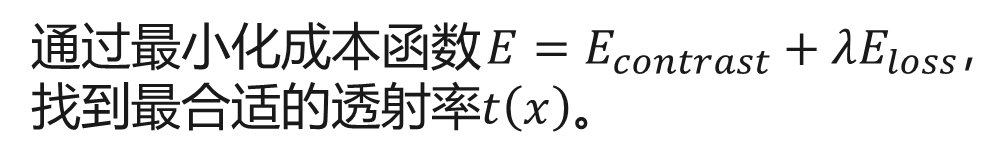 通过最小化成本函数E = E_contrast + λE_loss,
找到最合适的透射率t(x)。